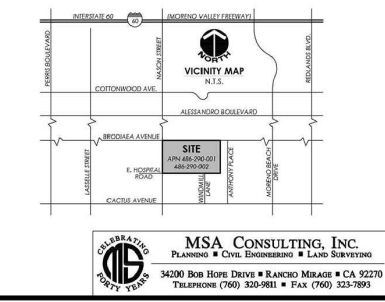 INTERSTATE 60
60
(MORENO VALLEY FREEWAY)
PERRIS BOULEVARD
NASON STREET
REDLANDS BLVD.
NORTH
VICINITY MAP
N.T.S.
COTTONWOOD AVE.
ALESSANDRO BOULEVARD
BRODIAEA AVENUE
SITE
APN 486-290-001
486-290-002
LASSELLE STREET
E. HOSPITAL
ROAD
WINDMILL
LANE
ANTHONY PLACE
MORENO BEACH
DRIVE
CACTUS AVENUE
CELEBRATING
MS
FORTY YEARS
MSA CONSULTING, INC.
PLANNING ■ CIVIL ENGINEERING ■ LAND SURVEYING
34200 BOB HOPE DRIVE ■ RANCHO MIRAGE ■ CA 92270
TELEPHONE (760) 320-9811 ■ FAX (760) 323-7893